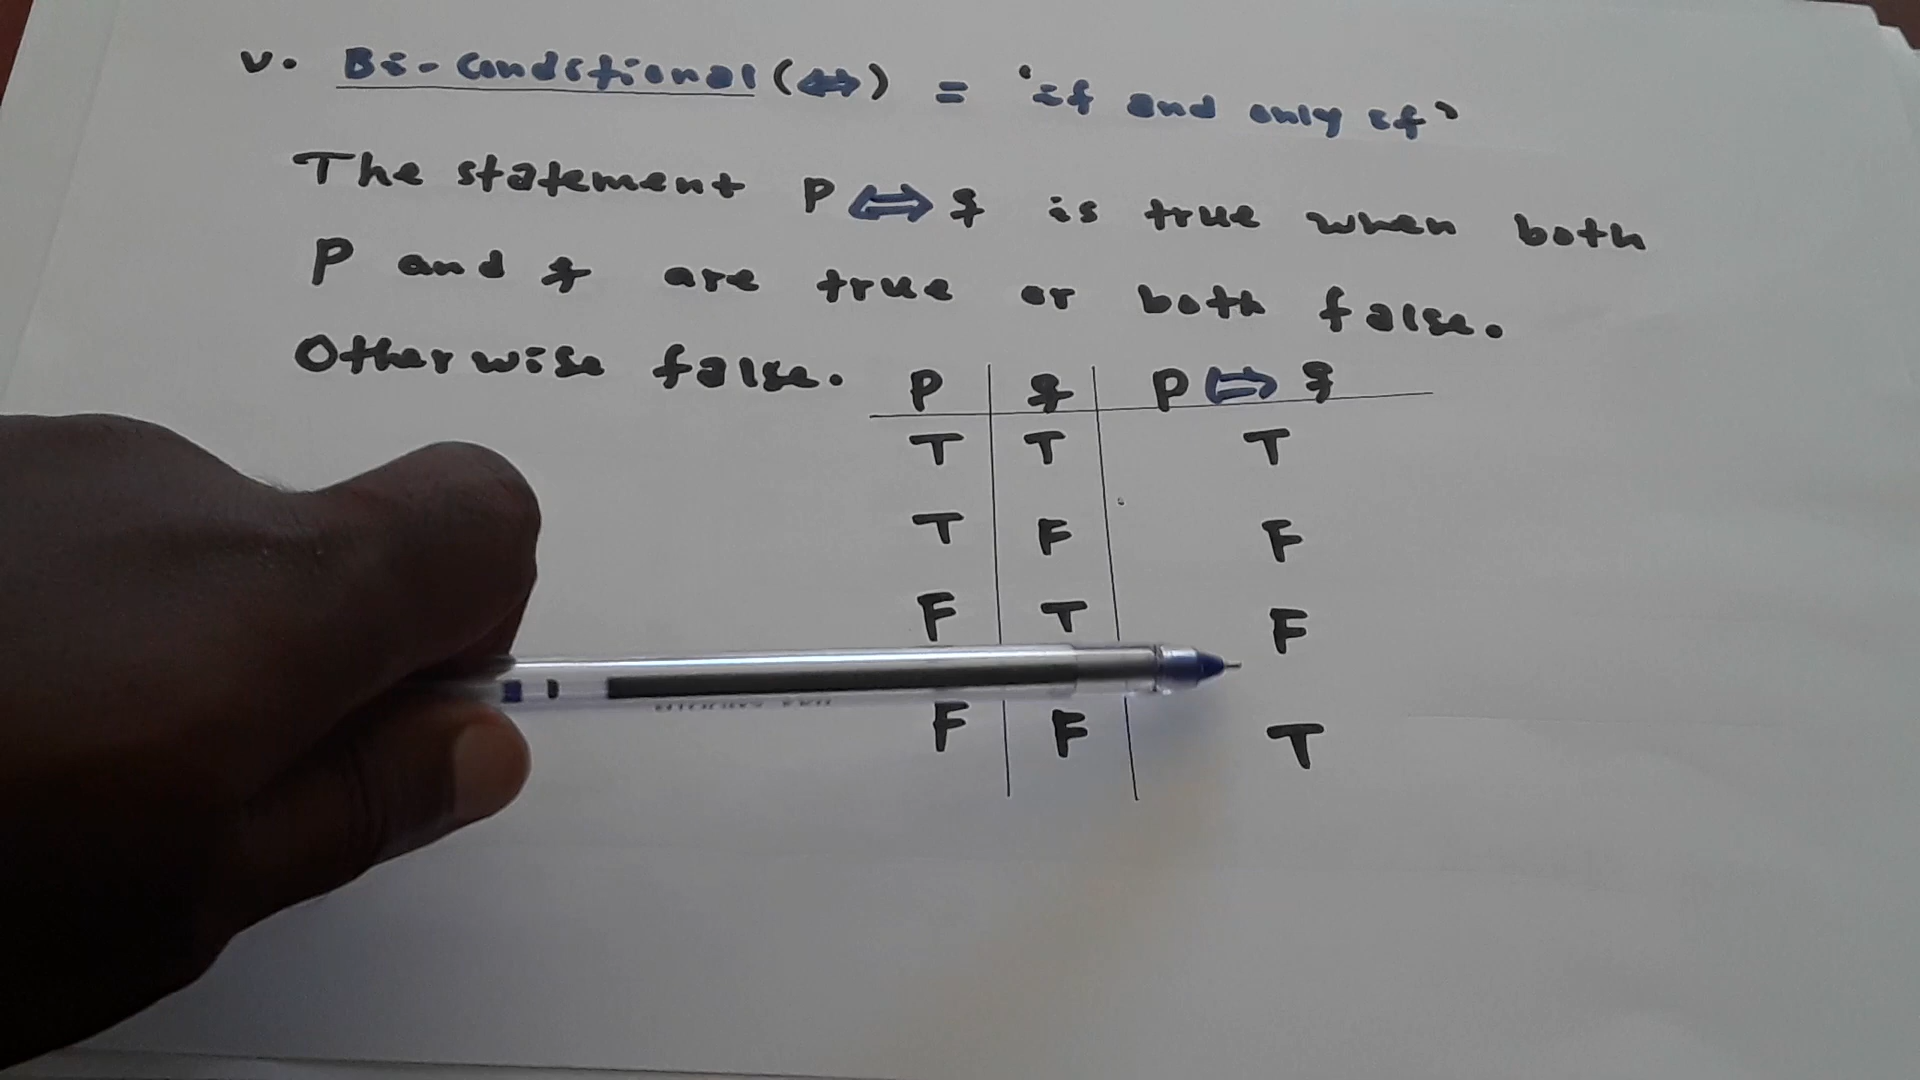 v. Bi-conditional (⇔) = 'if and only if'
The statement P ⇔ q is true when both
P and q are true or both false.
Otherwise false.
P q P ⇔ q
T T T
T F F
F T F
F F T